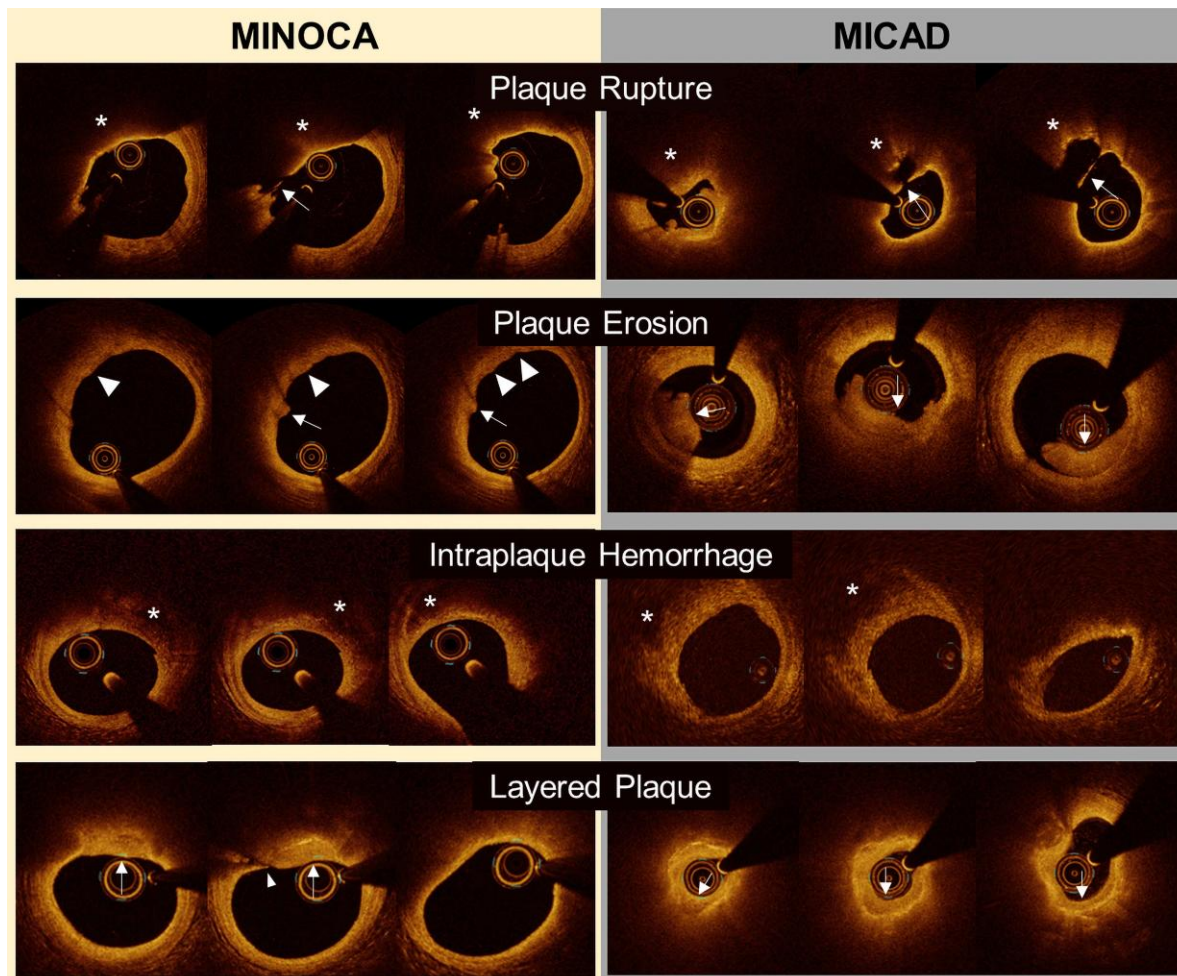 MINOCA
MICAD
Plaque Rupture
* * * * * *
Plaque Erosion
Intraplaque Hemorrhage
* * * * *
Layered Plaque